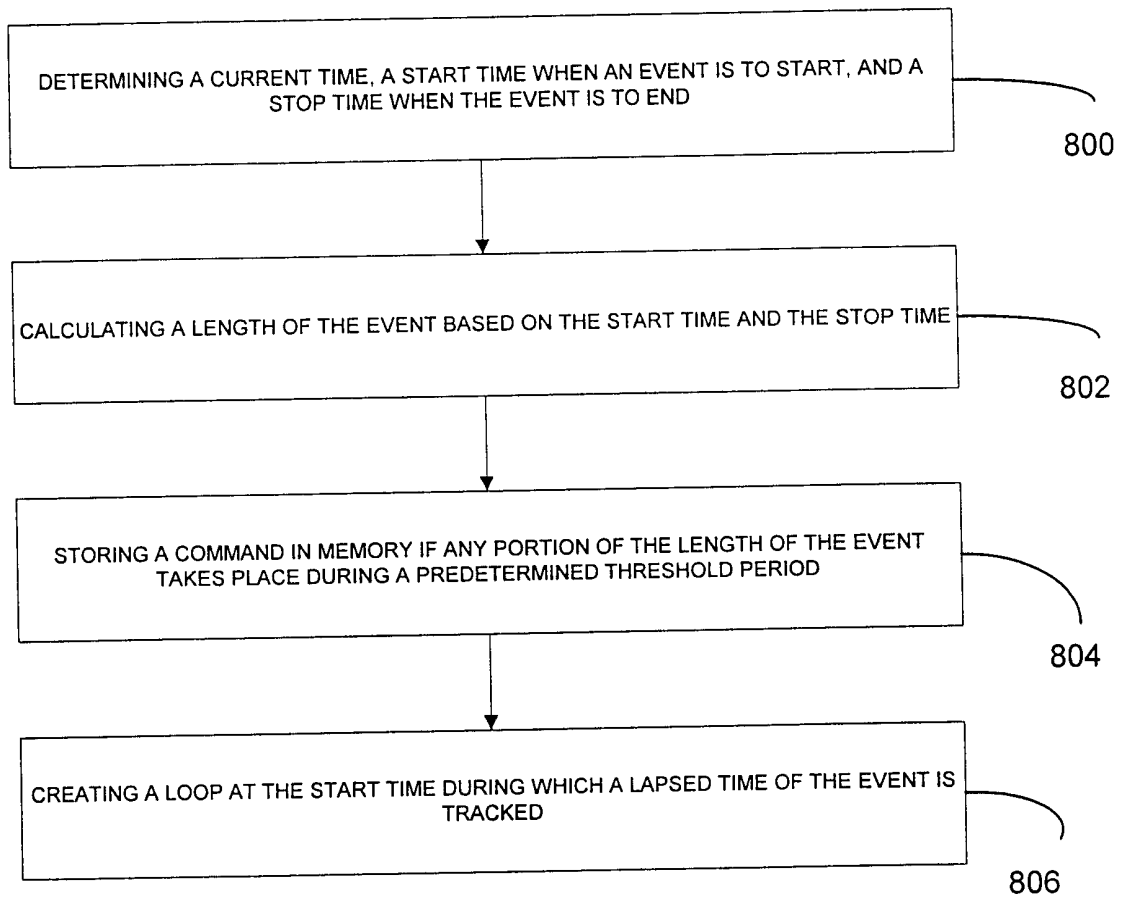 DETERMINING A CURRENT TIME, A START TIME WHEN AN EVENT IS TO START, AND A
STOP TIME WHEN THE EVENT IS TO END
800
CALCULATING A LENGTH OF THE EVENT BASED ON THE START TIME AND THE STOP TIME
802
STORING A COMMAND IN MEMORY IF ANY PORTION OF THE LENGTH OF THE EVENT
TAKES PLACE DURING A PREDETERMINED THRESHOLD PERIOD
804
CREATING A LOOP AT THE START TIME DURING WHICH A LAPSED TIME OF THE EVENT IS
TRACKED
806